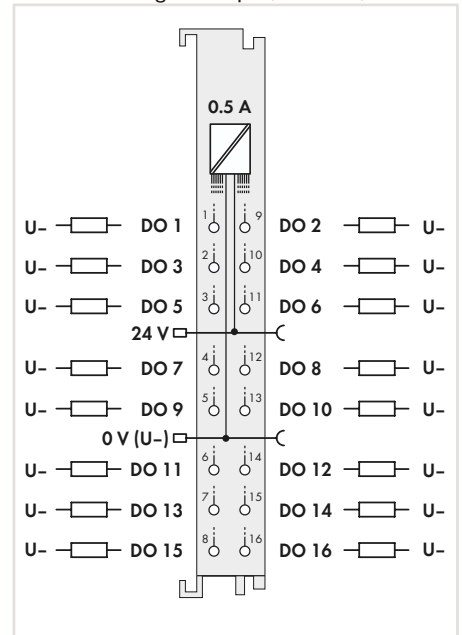 0.5 A
U– DO 1 1 9 DO 2 U–
U– DO 3 2 10 DO 4 U–
U– DO 5 3 11 DO 6 U–
24 V
U– DO 7 4 12 DO 8 U–
U– DO 9 5 13 DO 10 U–
0 V (U–)
U– DO 11 6 14 DO 12 U–
U– DO 13 7 15 DO 14 U–
U– DO 15 8 16 DO 16 U–